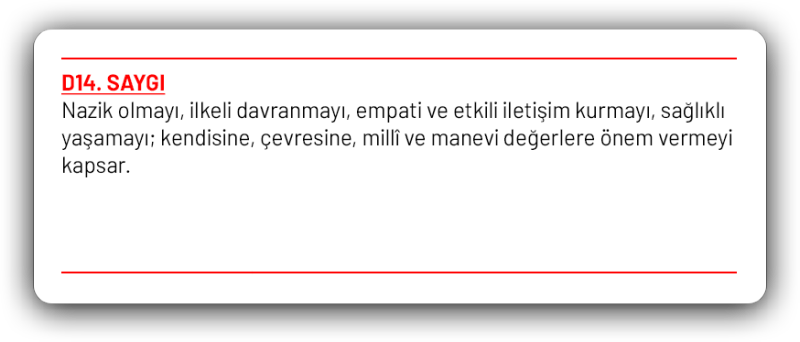 D14. SAYGI
Nazik olmayı, ilkeli davranmayı, empati ve etkili iletişim kurmayı, sağlıklı
yaşamayı; kendisine, çevresine, millî ve manevi değerlere önem vermeyi
kapsar.